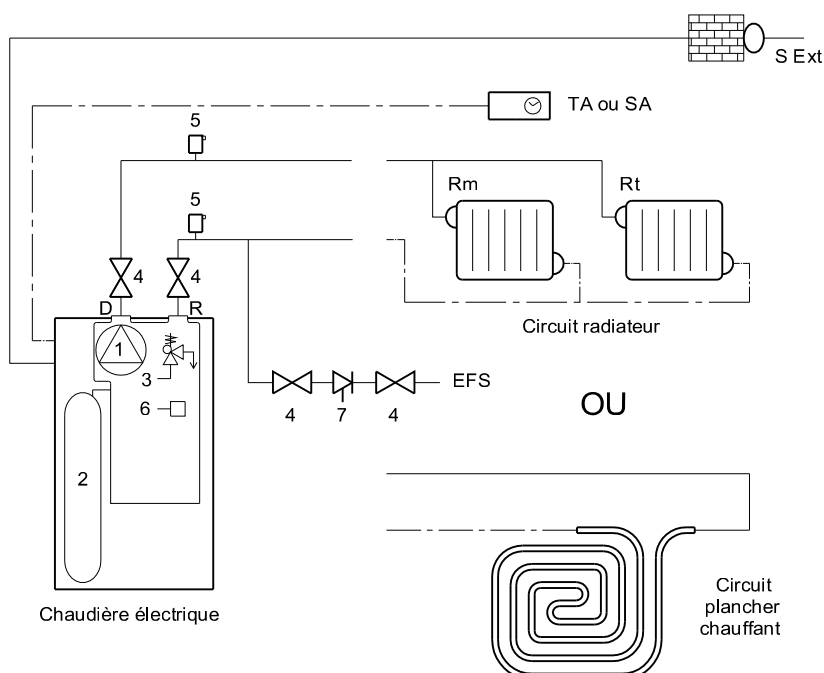 S Ext
TA ou SA
5
Rm
Rt
5
4
4
D
R
Circuit radiateur
1
3
EFS
6
4
7
4
OU
2
Chaudière électrique
Circuit
plancher
chauffant